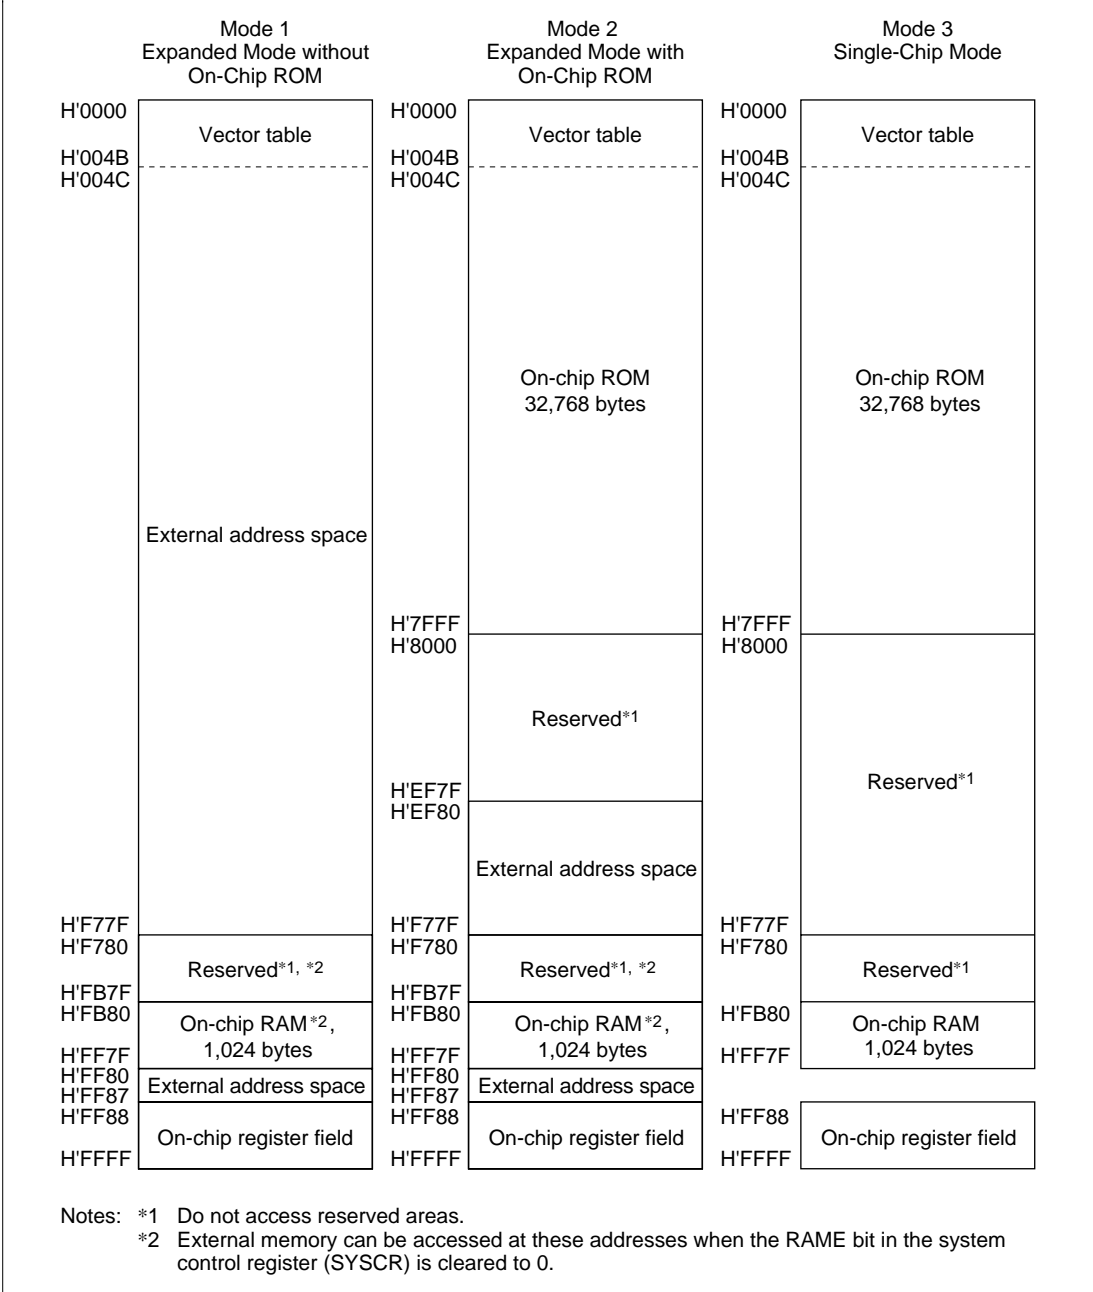 Mode 1
Expanded Mode without
On-Chip ROM
H'0000
Vector table
H'004B
H'004C
External address space
H'F77F
H'F780
Reserved*1, *2
H'FB7F
H'FB80
On-chip RAM*2,
1,024 bytes
H'FF7F
H'FF80
External address space
H'FF87
H'FF88
On-chip register field
H'FFFF
Mode 2
Expanded Mode with
On-Chip ROM
H'0000
Vector table
H'004B
H'004C
On-chip ROM
32,768 bytes
H'7FFF
H'8000
Reserved*1
H'EF7F
H'EF80
External address space
H'F77F
H'F780
Reserved*1, *2
H'FB7F
H'FB80
On-chip RAM*2,
1,024 bytes
H'FF7F
H'FF80
External address space
H'FF87
H'FF88
On-chip register field
H'FFFF
Mode 3
Single-Chip Mode
H'0000
Vector table
H'004B
H'004C
On-chip ROM
32,768 bytes
H'7FFF
H'8000
Reserved*1
H'F77F
H'F780
Reserved*1
H'FB80
On-chip RAM
1,024 bytes
H'FF7F
H'FF88
On-chip register field
H'FFFF
Notes: *1 Do not access reserved areas.
*2 External memory can be accessed at these addresses when the RAME bit in the system
control register (SYSCR) is cleared to 0.